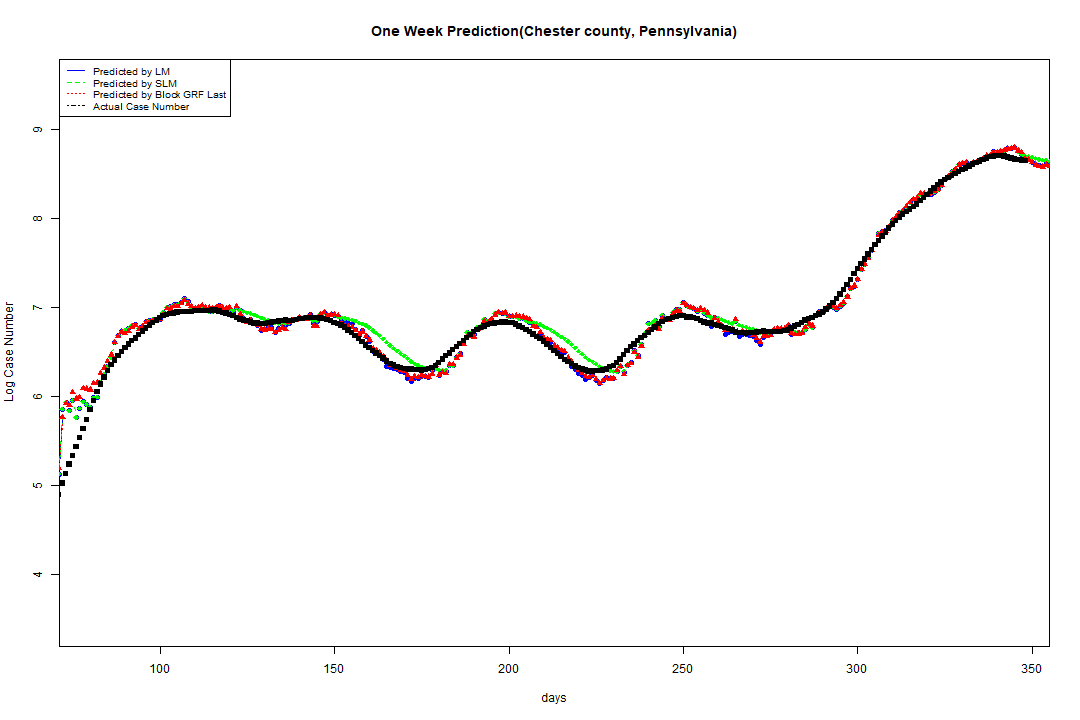 One Week Prediction(Chester county, Pennsylvania)
Predicted by LM
Predicted by SLM
Predicted by Block GRF Last
Actual Case Number
Log Case Number
9
8
7
6
5
4
100 150 200 250 300 350
days